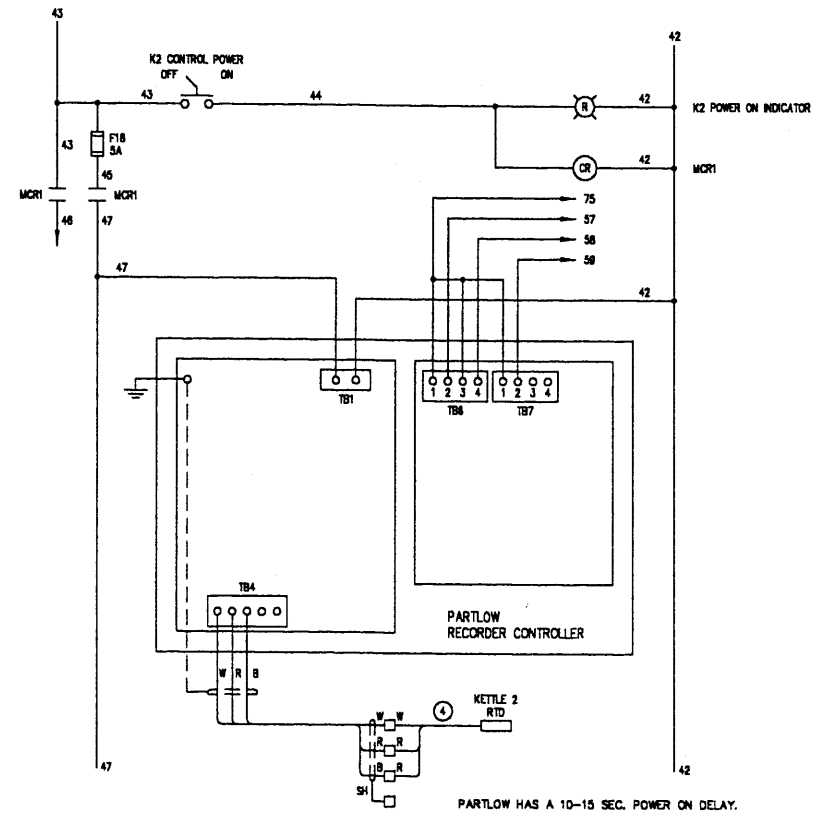 43
42
K2 CONTROL POWER
OFF ON
43
44
R
42
K2 POWER ON INDICATOR
43
F18
5A
45
CR
42
MCR1
MCR1
MCR1
46
47
75
57
58
59
47
42
TB1
1 2 3 4
TB6
1 2 3 4
TB7
TB4
PARTLOW
RECORDER CONTROLLER
W R B
KETTLE 2
RTD
4
W W
R R
B R
SH
47
42
PARTLOW HAS A 10-15 SEC. POWER ON DELAY.